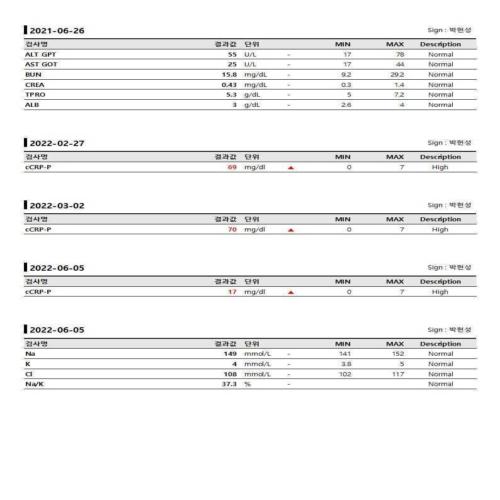 2021-06-26 Sign : 박헌성
검사명 결과값 단위 MIN MAX Description
ALT GPT 55 U/L - 17 78 Normal
AST GOT 25 U/L - 17 44 Normal
BUN 15.8 mg/dL - 9.2 29.2 Normal
CREA 0.43 mg/dL - 0.3 1.4 Normal
TPRO 5.3 g/dL - 5 7.2 Normal
ALB 3 g/dL - 2.6 4 Normal
2022-02-27 Sign : 박헌성
검사명 결과값 단위 MIN MAX Description
cCRP-P 69 mg/dl ▲ 0 7 High
2022-03-02 Sign : 박헌성
검사명 결과값 단위 MIN MAX Description
cCRP-P 70 mg/dl ▲ 0 7 High
2022-06-05 Sign : 박헌성
검사명 결과값 단위 MIN MAX Description
cCRP-P 17 mg/dl ▲ 0 7 High
2022-06-05 Sign : 박헌성
검사명 결과값 단위 MIN MAX Description
Na 149 mmol/L - 141 152 Normal
K 4 mmol/L - 3.8 5 Normal
Cl 108 mmol/L - 102 117 Normal
Na/K 37.3 % - Normal